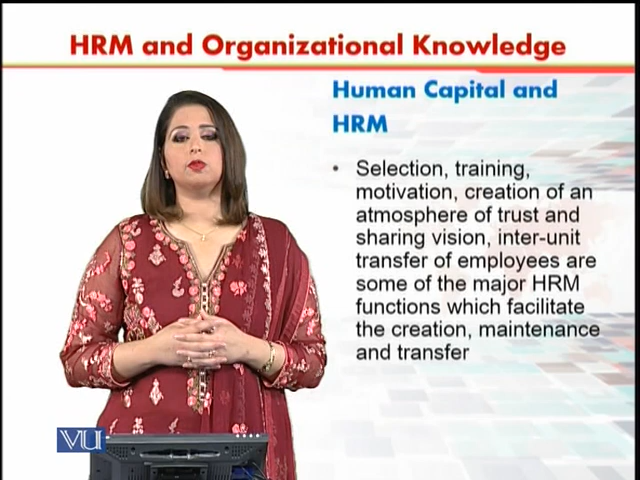 HRM and Organizational Knowledge
Human Capital and
HRM
• Selection, training,
motivation, creation of an
atmosphere of trust and
sharing vision, inter-unit
transfer of employees are
some of the major HRM
functions which facilitate
the creation, maintenance
and transfer
VU